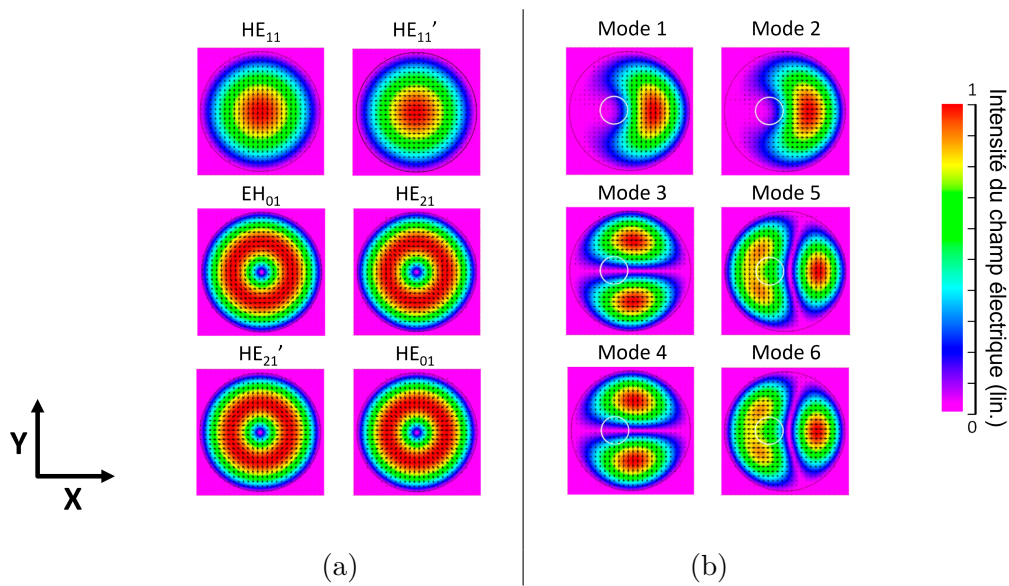 HE₁₁ HE₁₁’
EH₀₁ HE₂₁
HE₂₁’ HE₀₁
Y
X
(a)
Mode 1 Mode 2
Mode 3 Mode 5
Mode 4 Mode 6
(b)
1
0
Intensité du champ électrique (lin.)